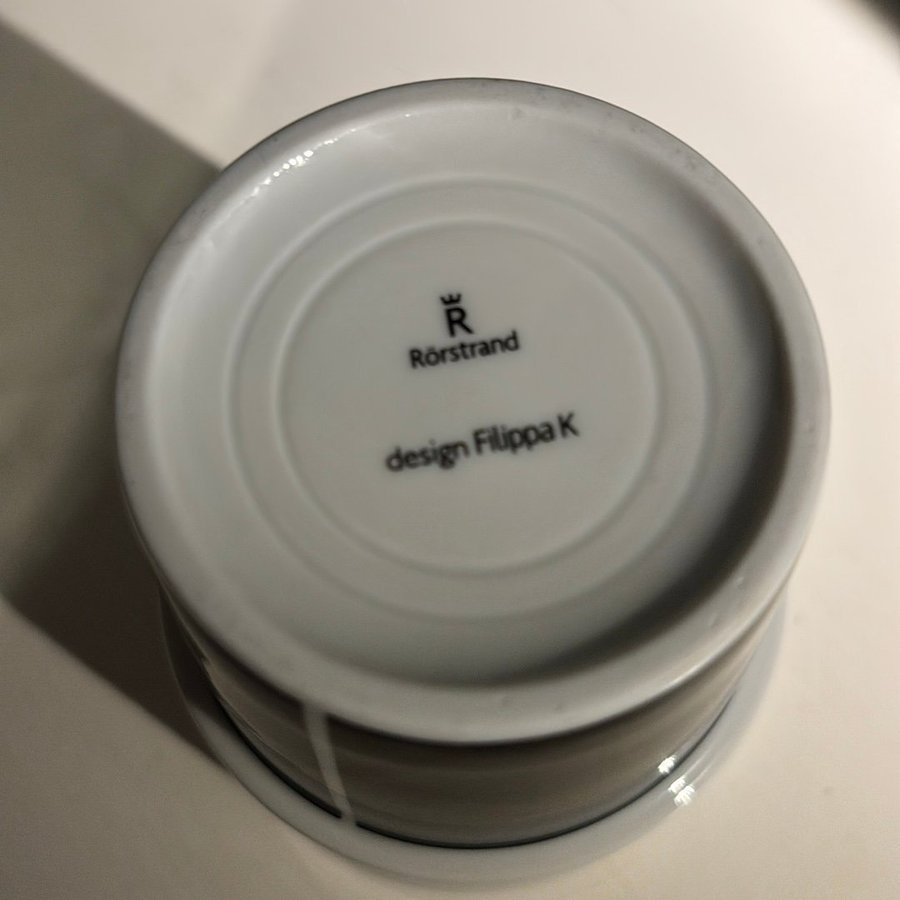 R
Rörstrand
design Filippa K